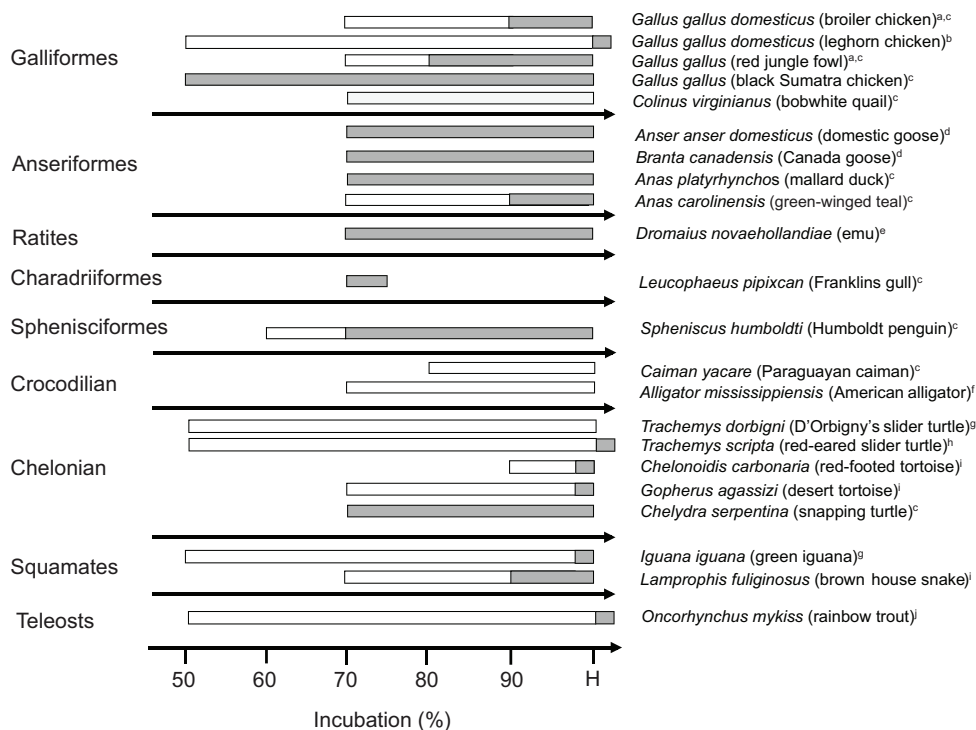 Galliformes
Gallus gallus domesticus (broiler chicken)a,c
Gallus gallus domesticus (leghorn chicken)b
Gallus gallus (red jungle fowl)a,c
Gallus gallus (black Sumatra chicken)c
Colinus virginianus (bobwhite quail)c
Anseriformes
Anser anser domesticus (domestic goose)d
Branta canadensis (Canada goose)d
Anas platyrhynchos (mallard duck)c
Anas carolinensis (green-winged teal)c
Ratites
Dromaius novaehollandiae (emu)e
Charadriiformes
Leucophaeus pipixcan (Franklins gull)c
Sphenisciformes
Spheniscus humboldti (Humboldt penguin)c
Crocodilian
Caiman yacare (Paraguayan caiman)c
Alligator mississippiensis (American alligator)f
Chelonian
Trachemys dorbigni (D'Orbigny's slider turtle)g
Trachemys scripta (red-eared slider turtle)h
Chelonoidis carbonaria (red-footed tortoise)i
Gopherus agassizi (desert tortoise)i
Chelydra serpentina (snapping turtle)c
Squamates
Iguana iguana (green iguana)g
Lamprophis fuliginosus (brown house snake)i
Teleosts
Oncorhynchus mykiss (rainbow trout)j
50 60 70 80 90 H
Incubation (%)